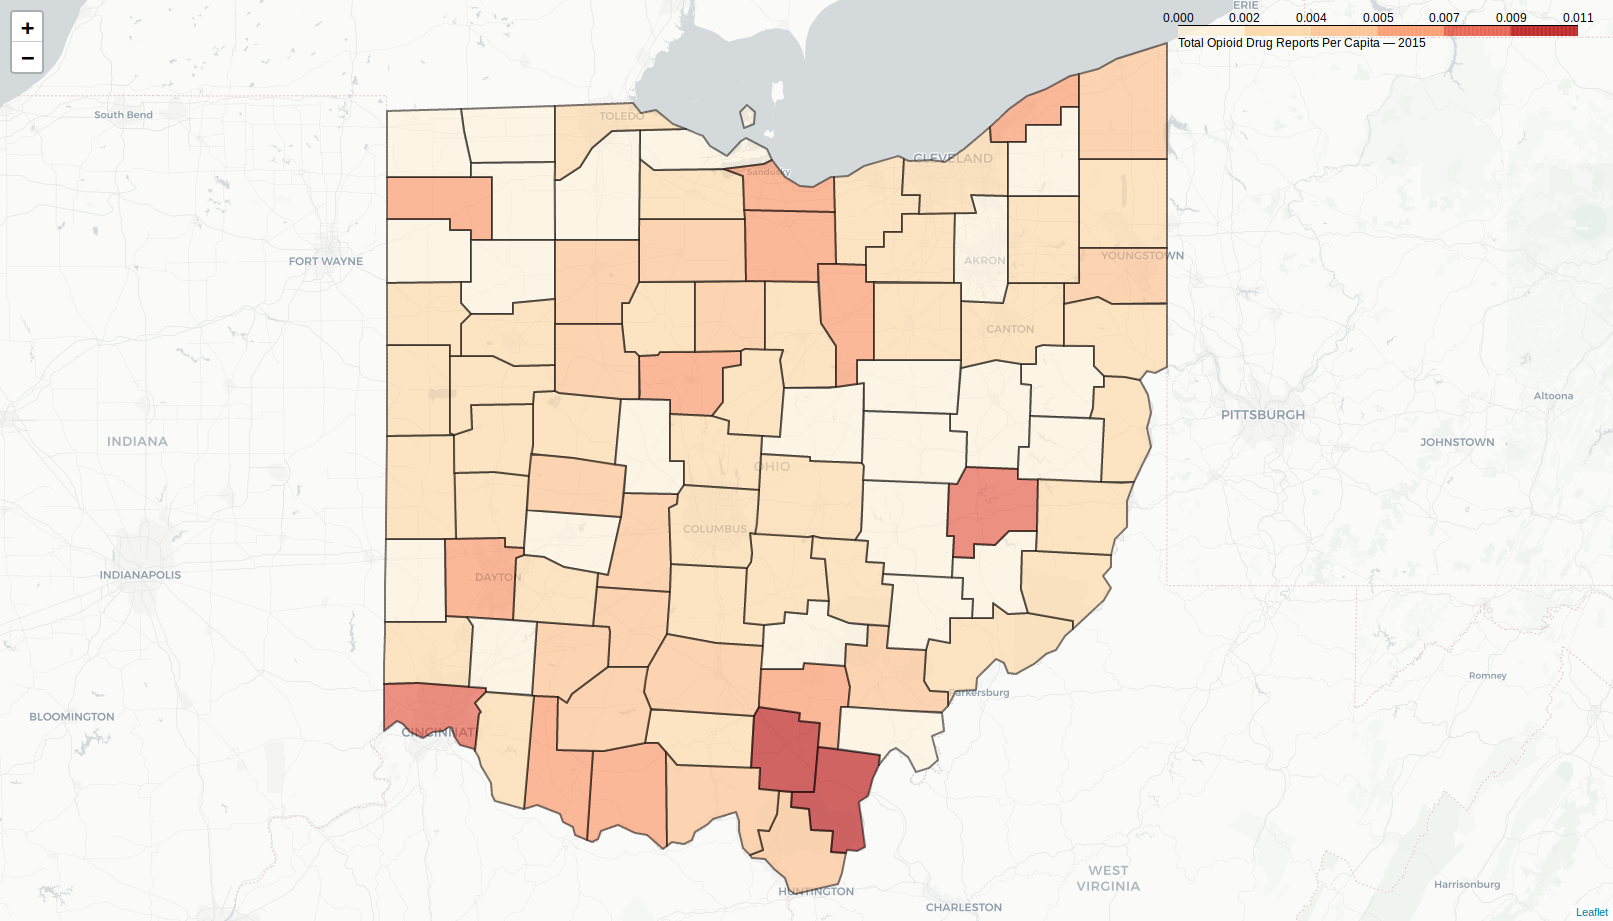 ERIE
+
−
0.000 0.002 0.004 0.005 0.007 0.009 0.011
Total Opioid Drug Reports Per Capita — 2015
South Bend
TOLEDO
CLEVELAND
Sandusky
FORT WAYNE
AKRON
YOUNGSTOWN
CANTON
Altoona
PITTSBURGH
INDIANA
JOHNSTOWN
OHIO
COLUMBUS
INDIANAPOLIS
DAYTON
Romney
arkersburg
BLOOMINGTON
CINCINNAT
WEST
VIRGINIA
Harrisonburg
HUNTINGTON
CHARLESTON
Leaflet